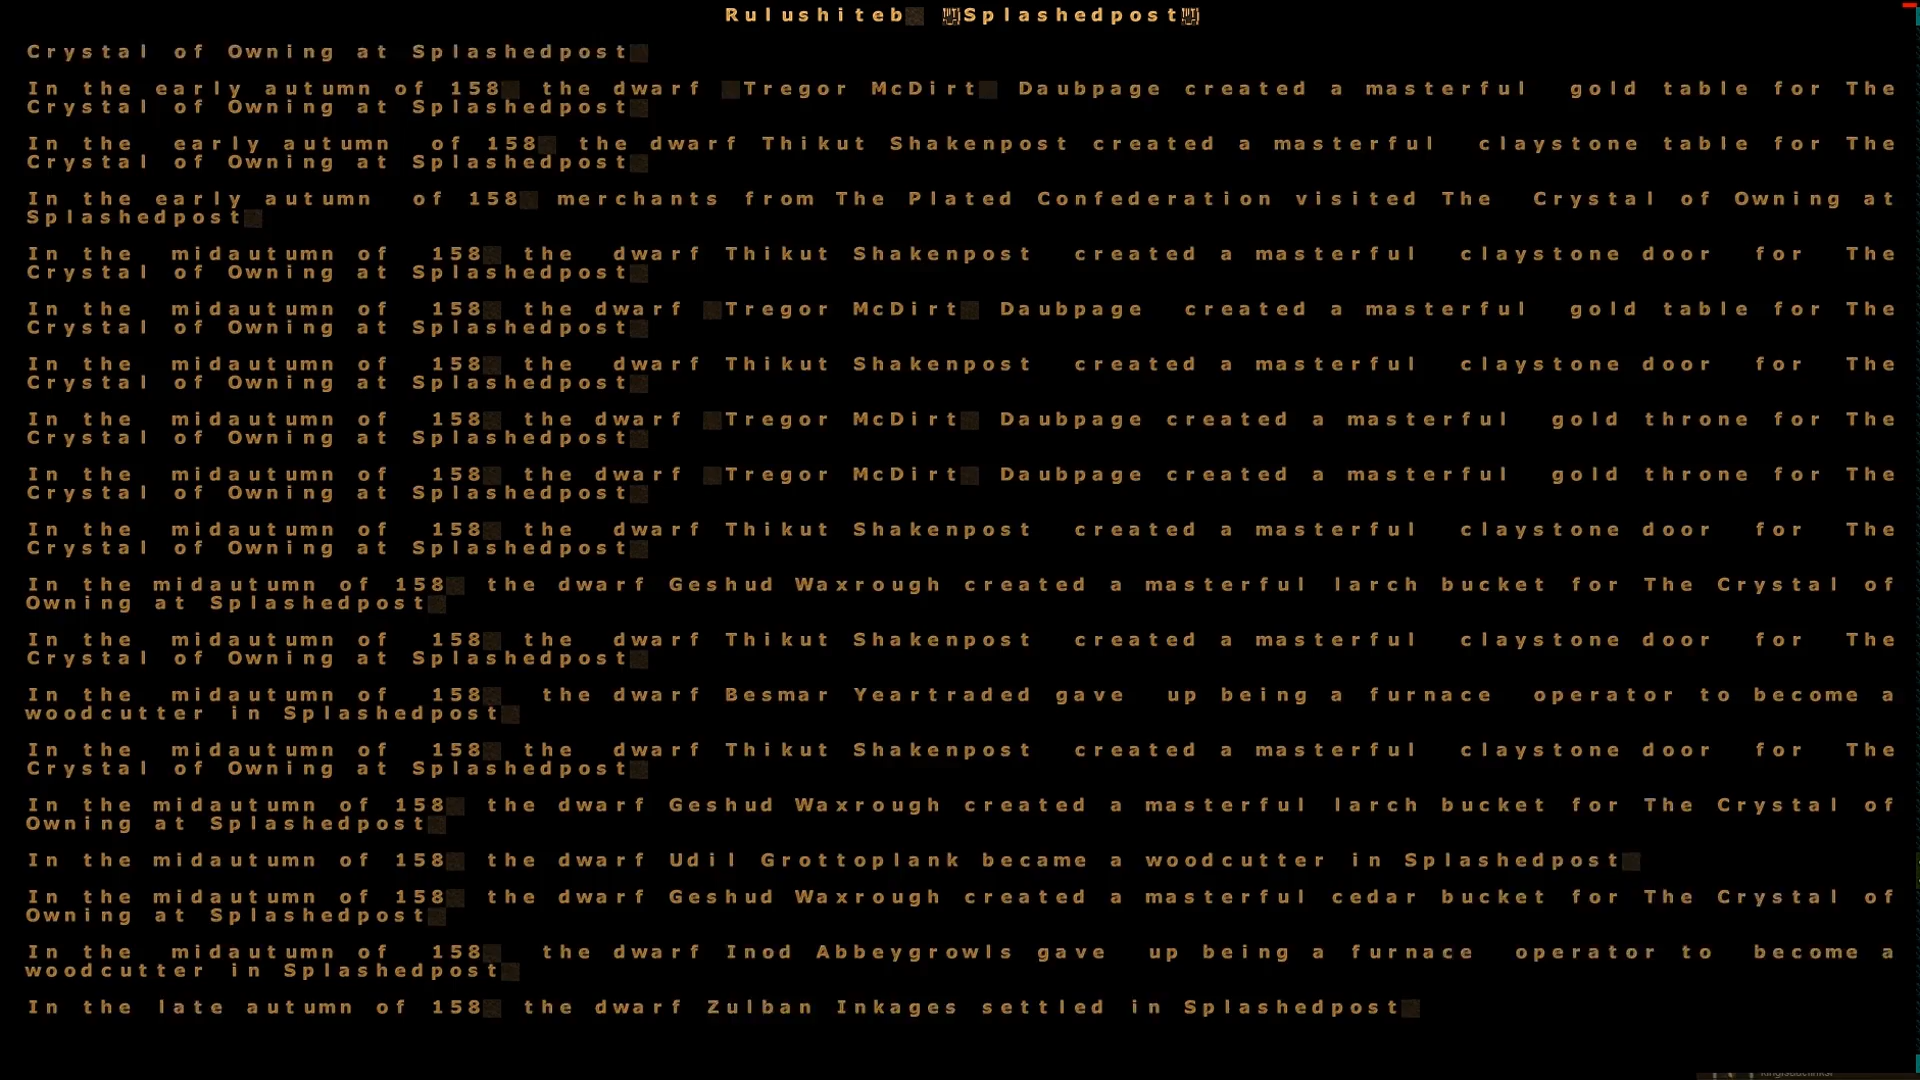 Rulushiteb Splashedpost
Crystal of Owning at Splashedpost
In the early autumn of 158 the dwarf Tregor McDirt Daubpage created a masterful gold table for The
Crystal of Owning at Splashedpost
In the early autumn of 158 the dwarf Thikut Shakenpost created a masterful claystone table for The
Crystal of Owning at Splashedpost
In the early autumn of 158 merchants from The Plated Confederation visited The Crystal of Owning at
Splashedpost
In the midautumn of 158 the dwarf Thikut Shakenpost created a masterful claystone door for The
Crystal of Owning at Splashedpost
In the midautumn of 158 the dwarf Tregor McDirt Daubpage created a masterful gold table for The
Crystal of Owning at Splashedpost
In the midautumn of 158 the dwarf Thikut Shakenpost created a masterful claystone door for The
Crystal of Owning at Splashedpost
In the midautumn of 158 the dwarf Tregor McDirt Daubpage created a masterful gold throne for The
Crystal of Owning at Splashedpost
In the midautumn of 158 the dwarf Tregor McDirt Daubpage created a masterful gold throne for The
Crystal of Owning at Splashedpost
In the midautumn of 158 the dwarf Thikut Shakenpost created a masterful claystone door for The
Crystal of Owning at Splashedpost
In the midautumn of 158 the dwarf Geshud Waxrough created a masterful larch bucket for The Crystal of
Owning at Splashedpost
In the midautumn of 158 the dwarf Thikut Shakenpost created a masterful claystone door for The
Crystal of Owning at Splashedpost
In the midautumn of 158 the dwarf Besmar Yeartraded gave up being a furnace operator to become a
woodcutter in Splashedpost
In the midautumn of 158 the dwarf Thikut Shakenpost created a masterful claystone door for The
Crystal of Owning at Splashedpost
In the midautumn of 158 the dwarf Geshud Waxrough created a masterful larch bucket for The Crystal of
Owning at Splashedpost
In the midautumn of 158 the dwarf Udil Grottoplank became a woodcutter in Splashedpost
In the midautumn of 158 the dwarf Geshud Waxrough created a masterful cedar bucket for The Crystal of
Owning at Splashedpost
In the midautumn of 158 the dwarf Inod Abbeygrowls gave up being a furnace operator to become a
woodcutter in Splashedpost
In the late autumn of 158 the dwarf Zulban Inkages settled in Splashedpost